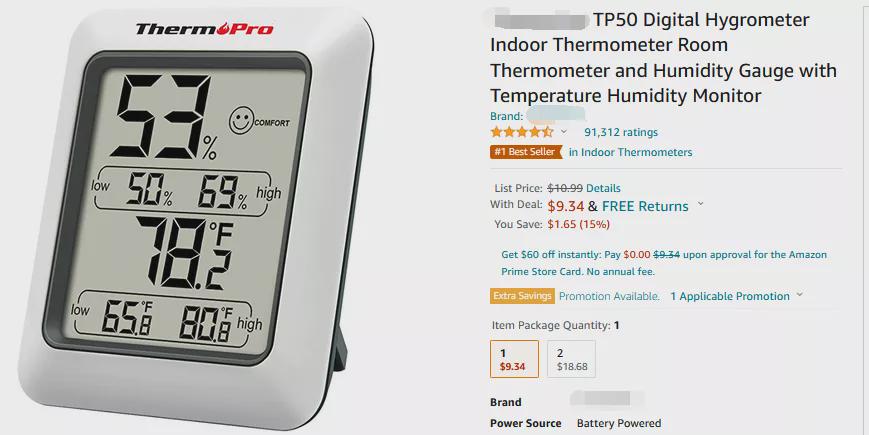 ThermoPro
53%
COMFORT
low 50% 69% high
78.2°F
low 65.8°F 80.8°F high
TP50 Digital Hygrometer
Indoor Thermometer Room
Thermometer and Humidity Gauge with
Temperature Humidity Monitor
Brand:
91,312 ratings
#1 Best Seller in Indoor Thermometers
List Price: $10.99 Details
With Deal: $9.34 & FREE Returns
You Save: $1.65 (15%)
Get $60 off instantly: Pay $0.00 $9.34 upon approval for the Amazon
Prime Store Card. No annual fee.
Extra Savings Promotion Available. 1 Applicable Promotion
Item Package Quantity: 1
1 2
$9.34 $18.68
Brand
Power Source Battery Powered